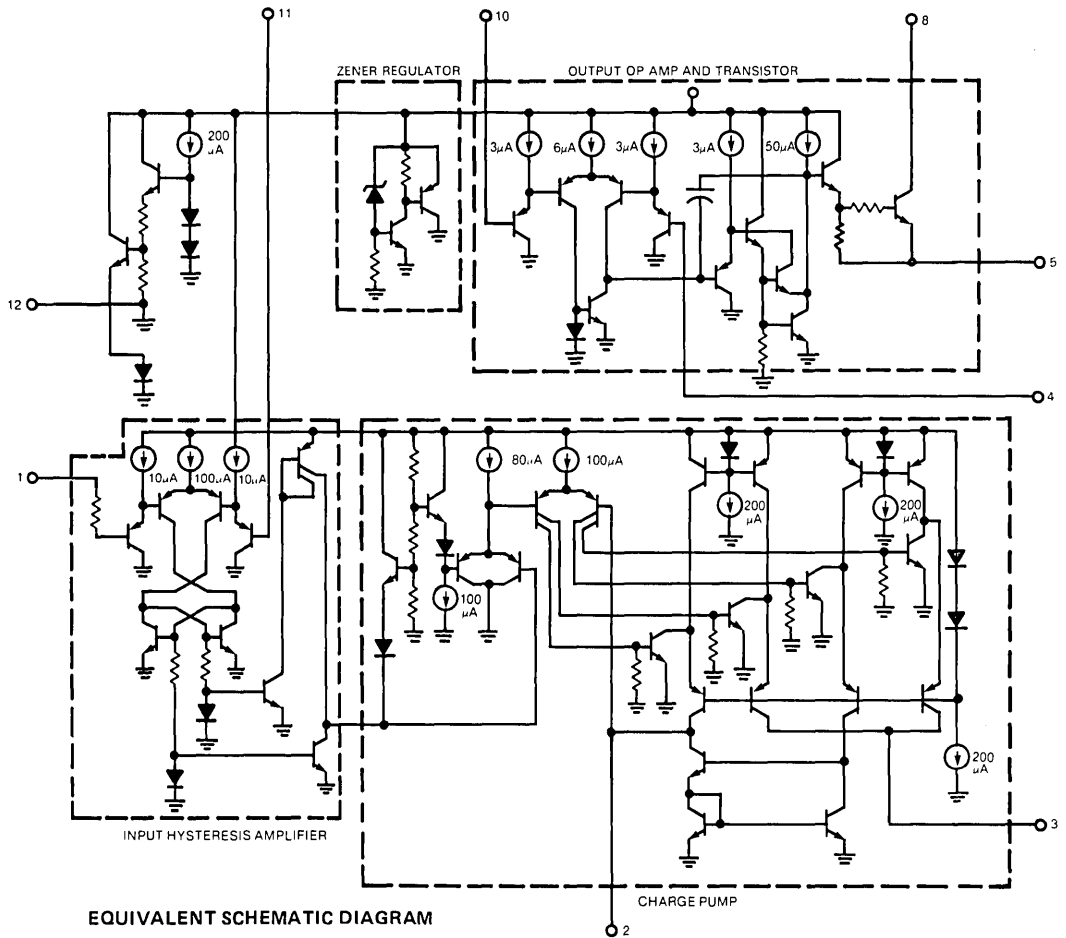 11
10
8
ZENER REGULATOR
OUTPUT OP AMP AND TRANSISTOR
200
µA
3µA
6µA
3µA
3µA
50µA
5
12
4
1
10µA
100µA
10µA
80µA
100µA
200
µA
200
µA
100
µA
200
µA
3
INPUT HYSTERESIS AMPLIFIER
CHARGE PUMP
EQUIVALENT SCHEMATIC DIAGRAM
2